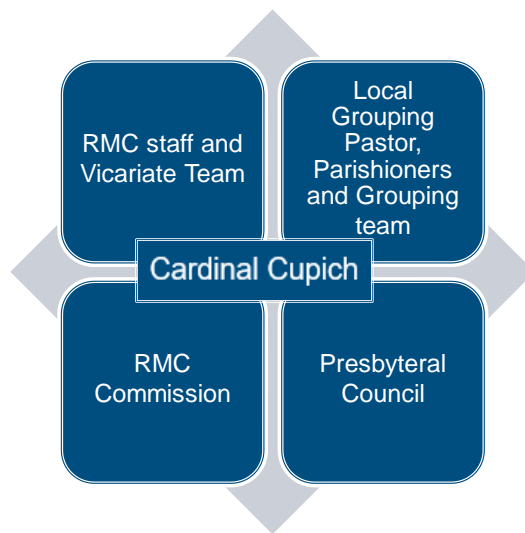 RMC staff and
Vicariate Team
Local
Grouping
Pastor,
Parishioners
and Grouping
team
Cardinal Cupich
RMC
Commission
Presbyteral
Council